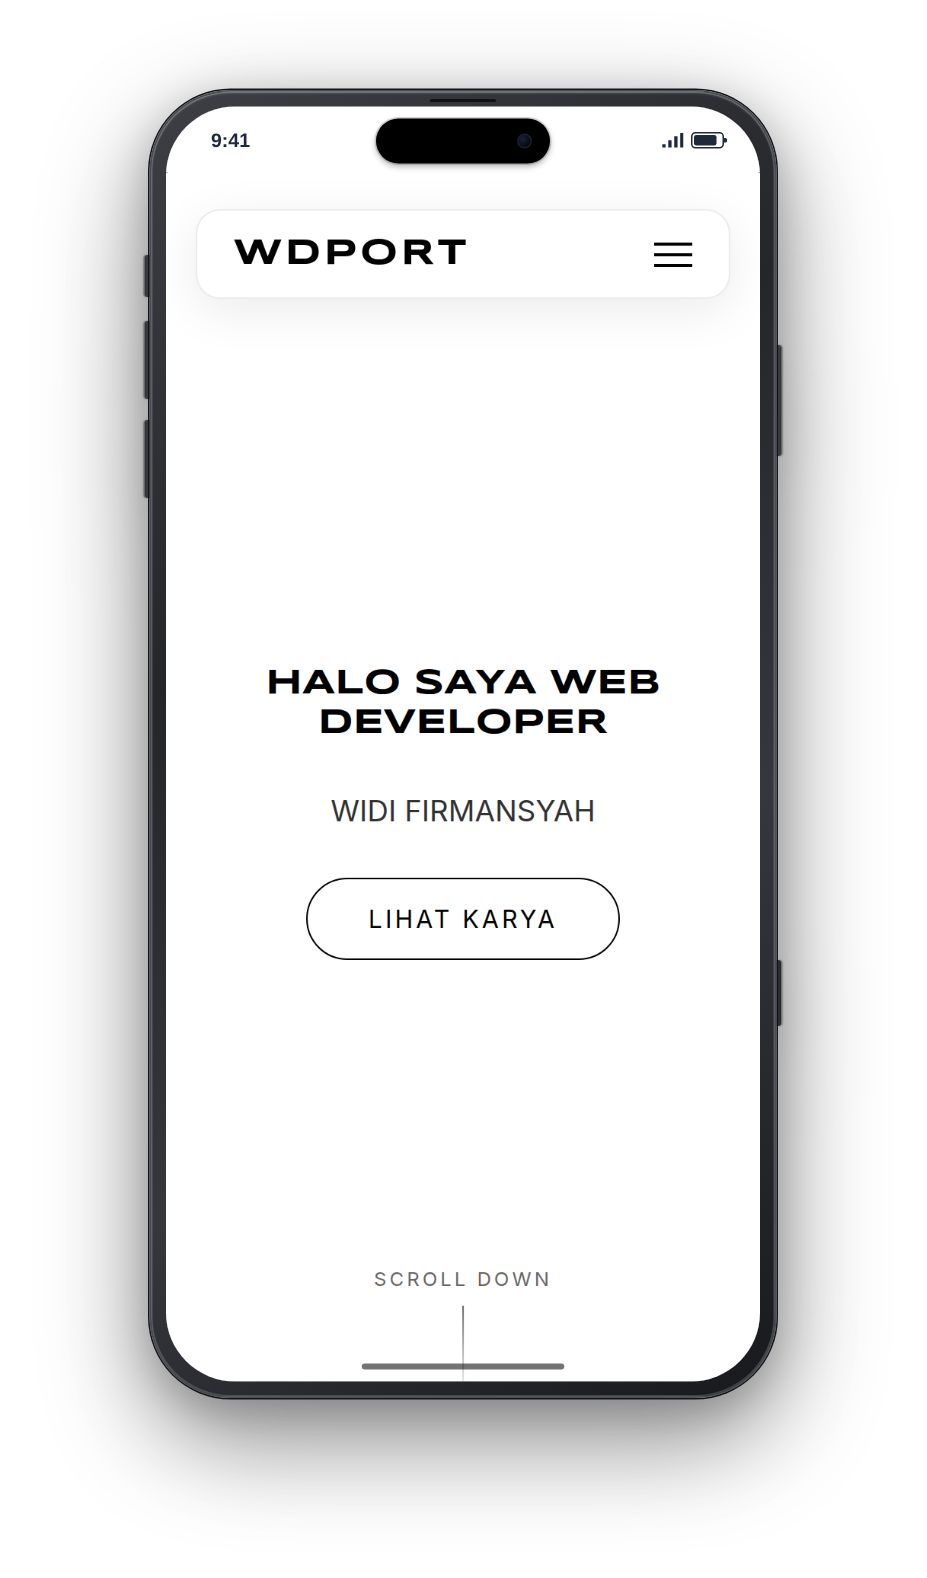 9:41
WDPORT
HALO SAYA WEB
DEVELOPER
WIDI FIRMANSYAH
LIHAT KARYA
SCROLL DOWN